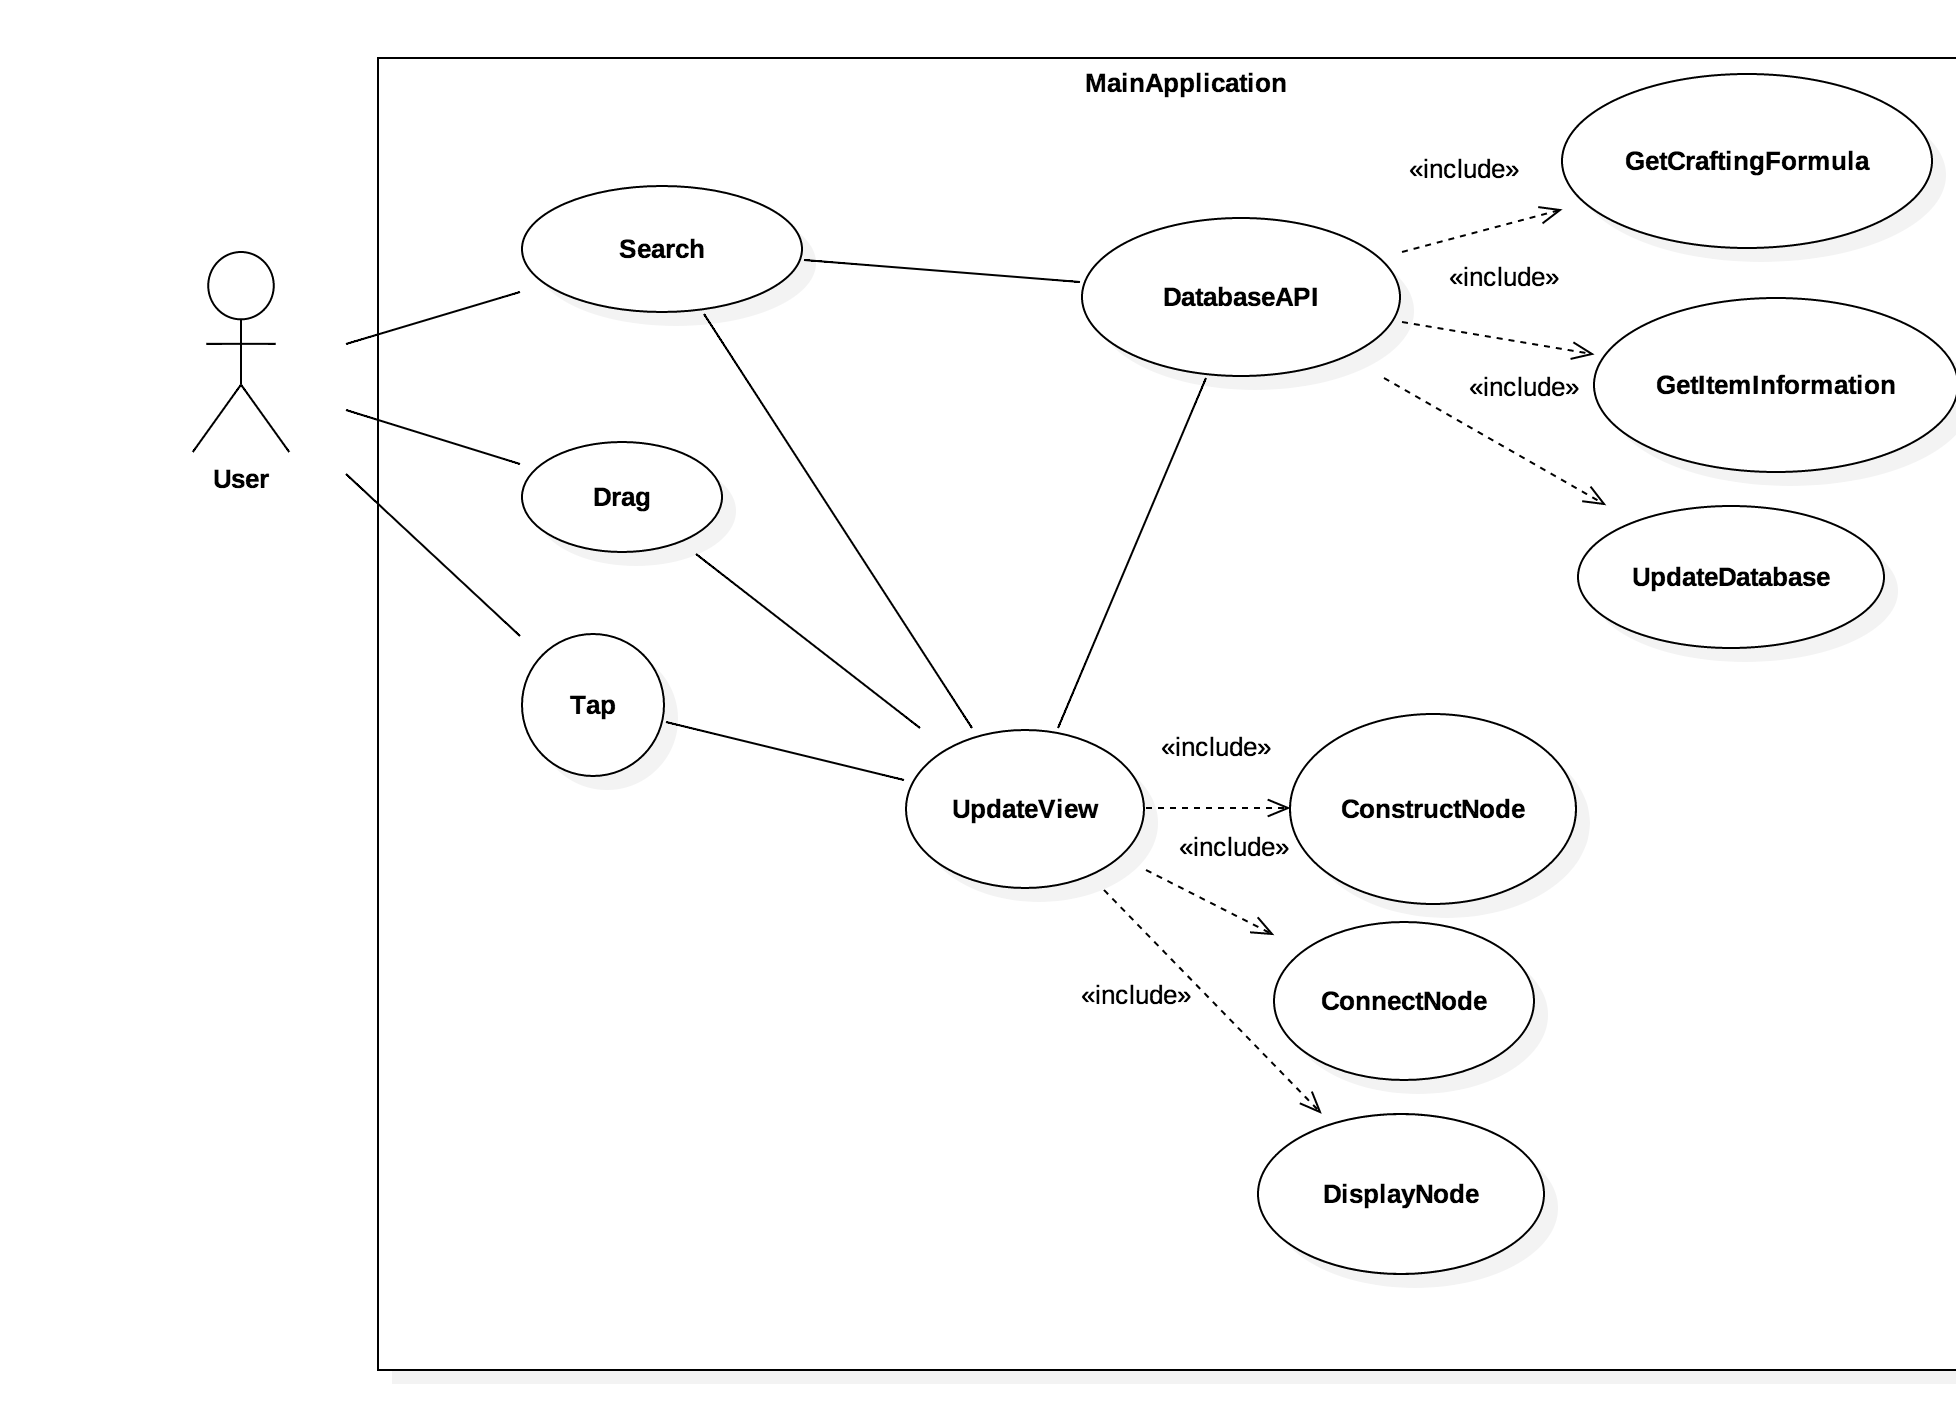 MainApplication
GetCraftingFormula
«include»
Search
DatabaseAPI
«include»
GetItemInformation
«include»
User
Drag
UpdateDatabase
Tap
«include»
UpdateView
ConstructNode
«include»
ConnectNode
«include»
DisplayNode